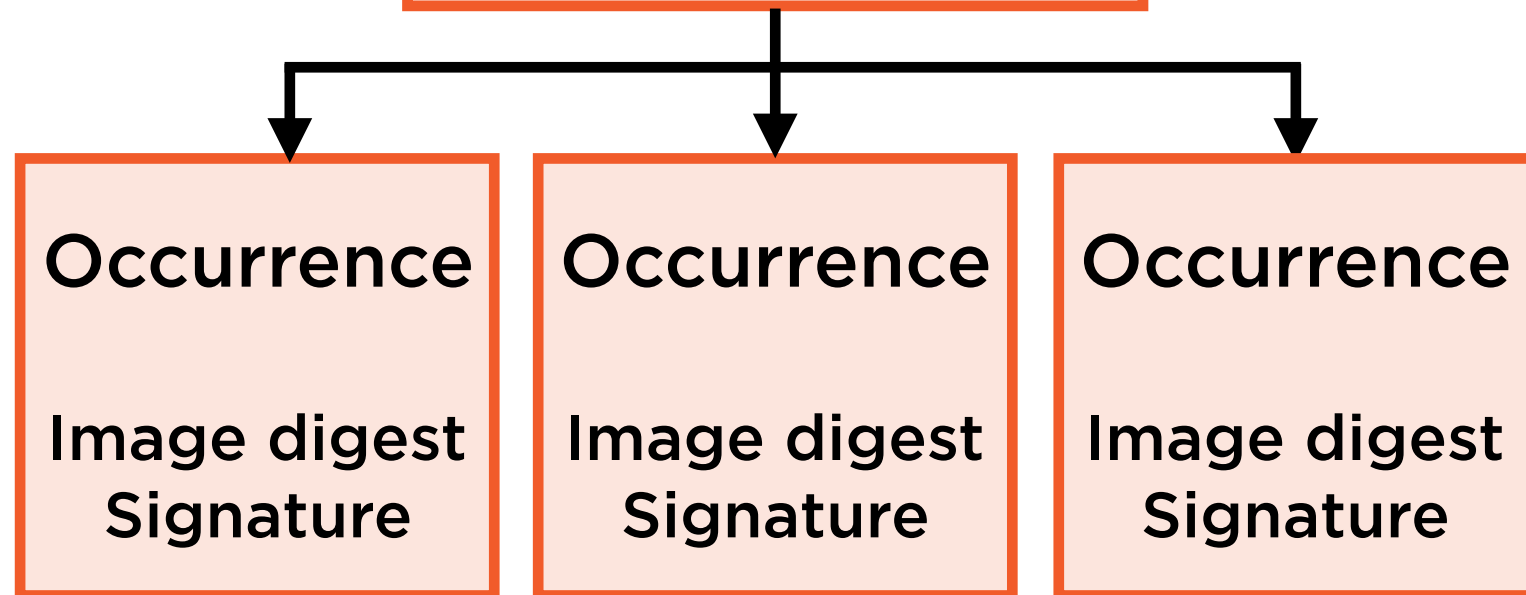 Occurrence
Image digest
Signature
Occurrence
Image digest
Signature
Occurrence
Image digest
Signature